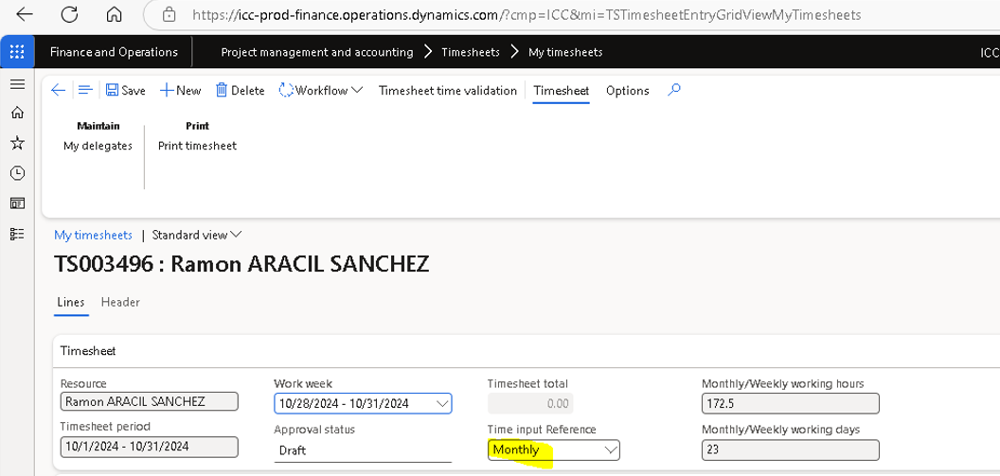 https://icc-prod-finance.operations.dynamics.com/?cmp=ICC&mi=TSTimesheetEntryGridViewMyTimesheets
Finance and Operations Project management and accounting > Timesheets > My timesheets ICC
Save New Delete Workflow Timesheet time validation Timesheet Options
Maintain Print
My delegates Print timesheet
My timesheets | Standard view
TS003496 : Ramon ARACIL SANCHEZ
Lines Header
Timesheet
Resource Work week Timesheet total Monthly/Weekly working hours
Ramon ARACIL SANCHEZ 10/28/2024 - 10/31/2024 0.00 172.5
Timesheet period Approval status Time input Reference Monthly/Weekly working days
10/1/2024 - 10/31/2024 Draft Monthly 23